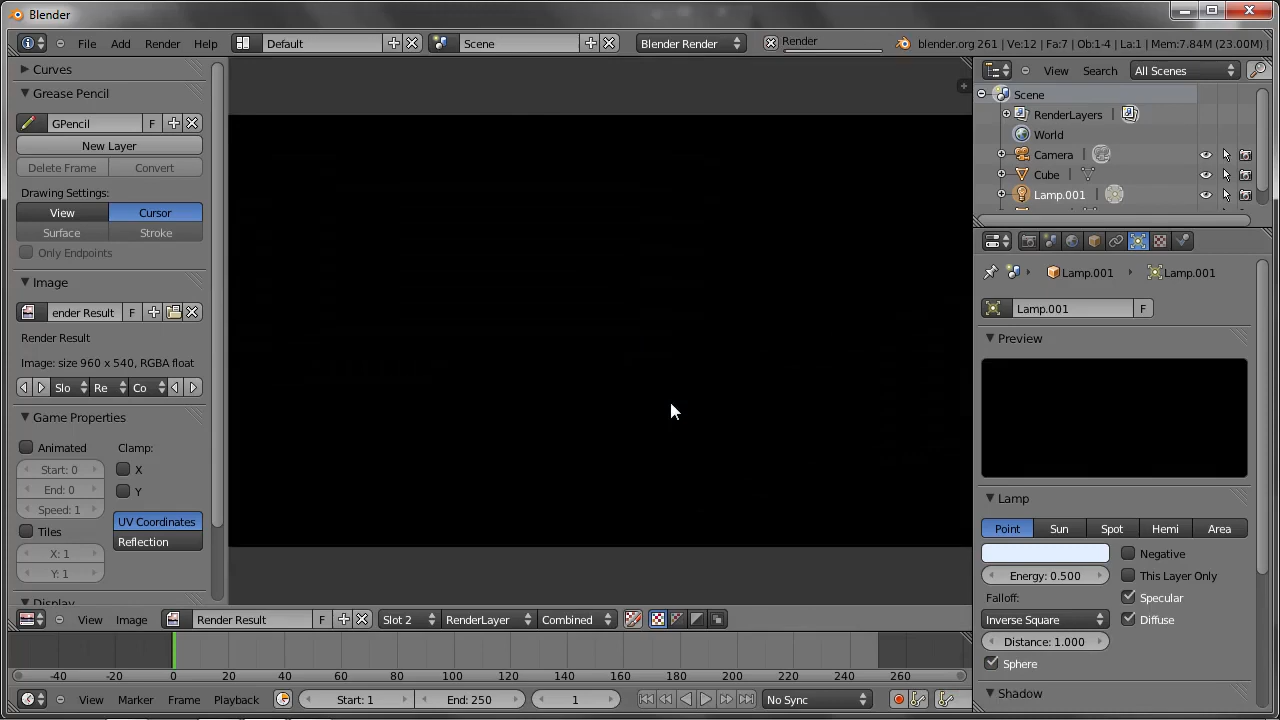 Blender
File Add Render Help Default Scene Blender Render Render blender.org 261 | Ve:12 | Fa:7 | Ob:1-4 | La:1 | Mem:7.84M (23.00M) |
Curves
Grease Pencil
GPencil F
New Layer
Delete Frame Convert
Drawing Settings:
View Cursor
Surface Stroke
Only Endpoints
Image
ender Result F
Render Result
Image: size 960 x 540, RGBA float
Slo Re Co
Game Properties
Animated Clamp:
Start: 0 X
End: 0 Y
Speed: 1
UV Coordinates
Tiles Reflection
X: 1
Y: 1
Display
View Image Render Result F Slot 2 RenderLayer Combined
-40 -20 0 20 40 60 80 100 120 140 160 180 200 220 240 260
View Marker Frame Playback Start: 1 End: 250 1 No Sync
View Search All Scenes
Scene
RenderLayers |
World
Camera |
Cube |
Lamp.001 |
Lamp.001 Lamp.001
Lamp.001 F
Preview
Lamp
Point Sun Spot Hemi Area
Negative
Energy: 0.500 This Layer Only
Falloff: Specular
Inverse Square Diffuse
Distance: 1.000
Sphere
Shadow